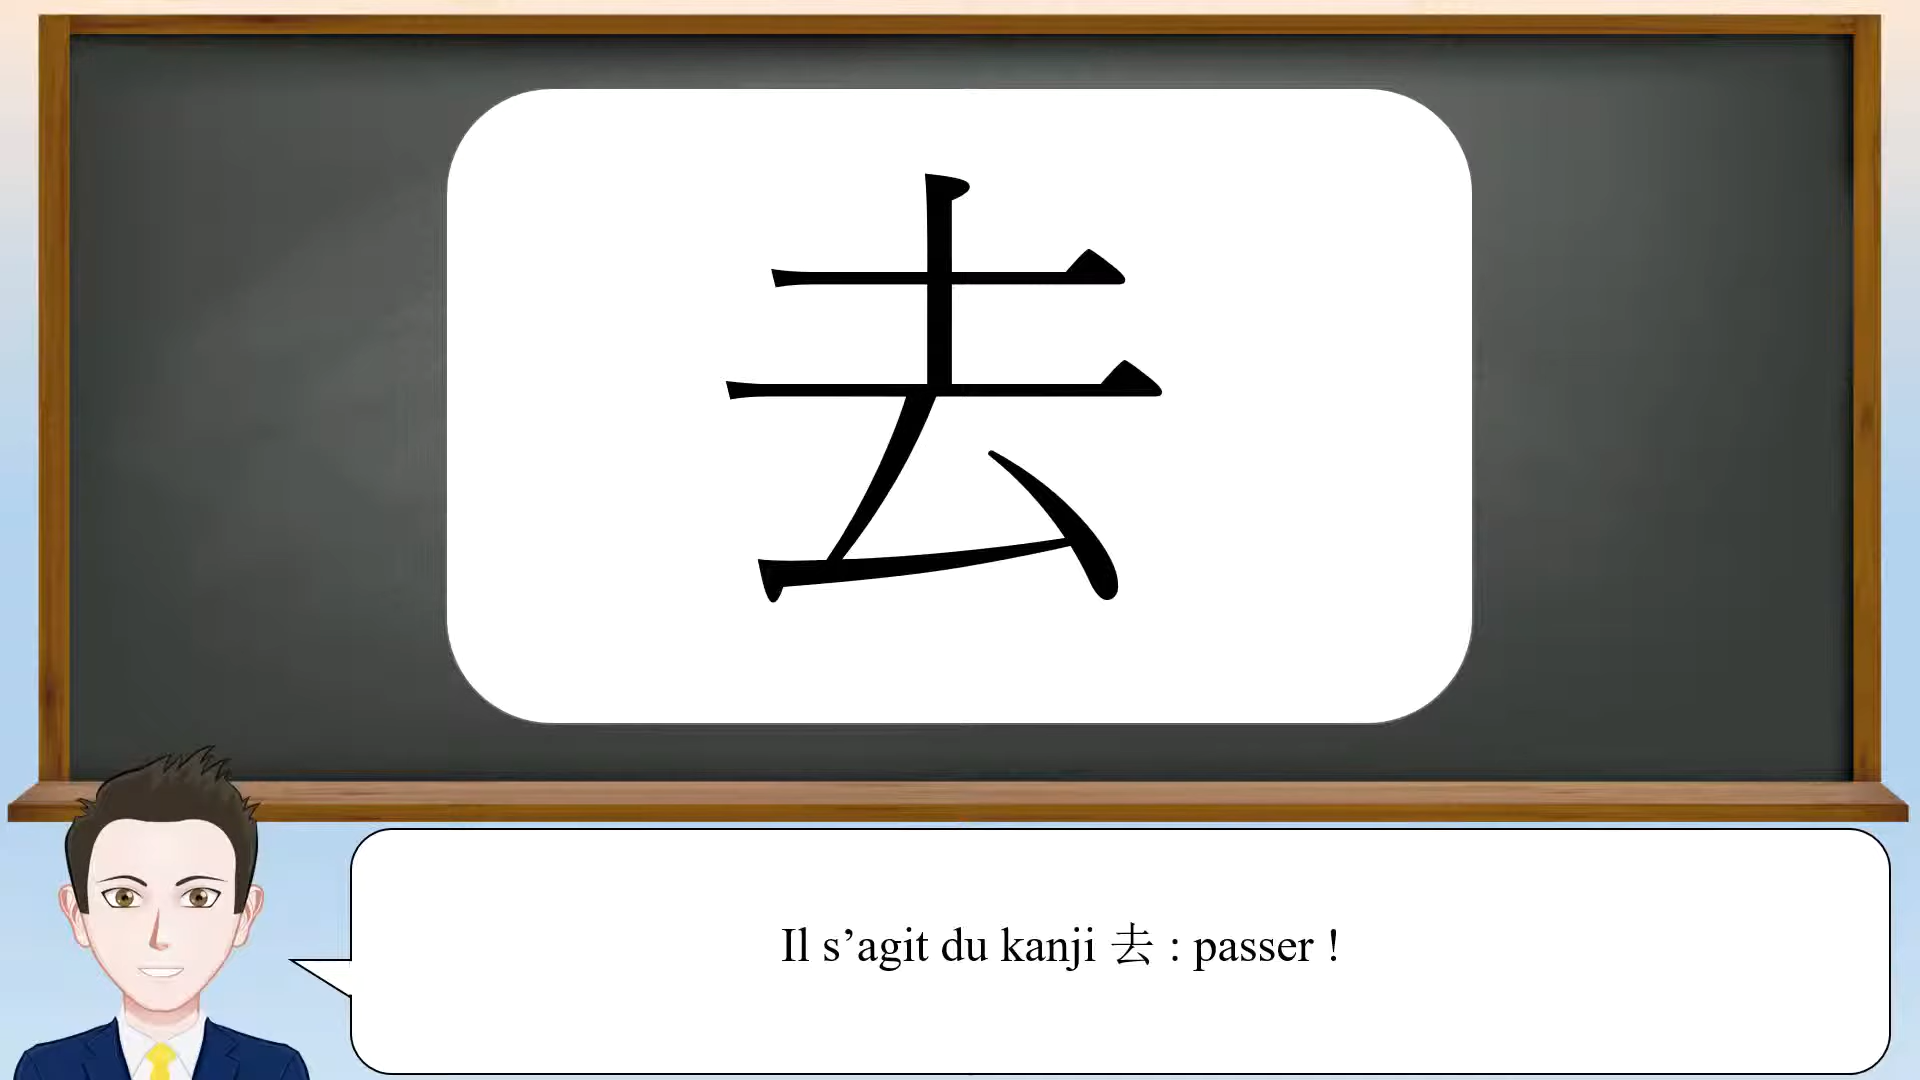 去
Il s’agit du kanji 去 : passer !